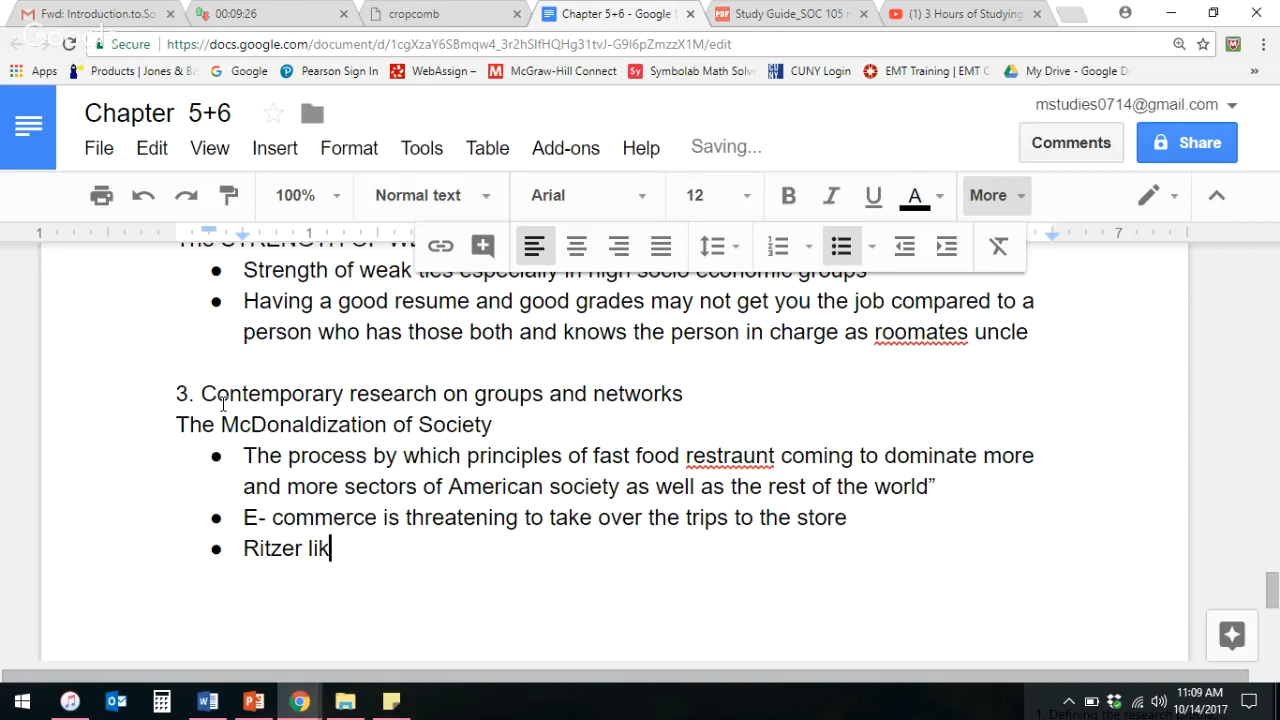 Fwd: Introduction.to.So
00:09:26
cropcomb
Chapter 5+6 - Google
Study Guide_SOC 105
(1) 3 Hours of Studying
Secure
https://docs.google.com/document/d/1cgXzaY6SBmqw4_3r2hSIfHQHg31tvJ-G9I6pZmzzX1M/edit
Apps
Products | Jones & B
Google
Pearson Sign In
WebAssign –
McGraw-Hill Connect
Symbolab Math Solv
CUNY Login
EMT Training | EMT
My Drive - Google D
»
Chapter 5+6
mstudies0714@gmail.com
File Edit View Insert Format Tools Table Add-ons Help Saving...
Comments
Share
100% Normal text Arial 12 B I U A More
1 1 7
● Strength of weak ties especially in high socio economic groups
● Having a good resume and good grades may not get you the job compared to a
person who has those both and knows the person in charge as roomates uncle
3. Contemporary research on groups and networks
The McDonaldization of Society
● The process by which principles of fast food restraunt coming to dominate more
and more sectors of American society as well as the rest of the world”
● E- commerce is threatening to take over the trips to the store
● Ritzer lik
11:09 AM
10/14/2017